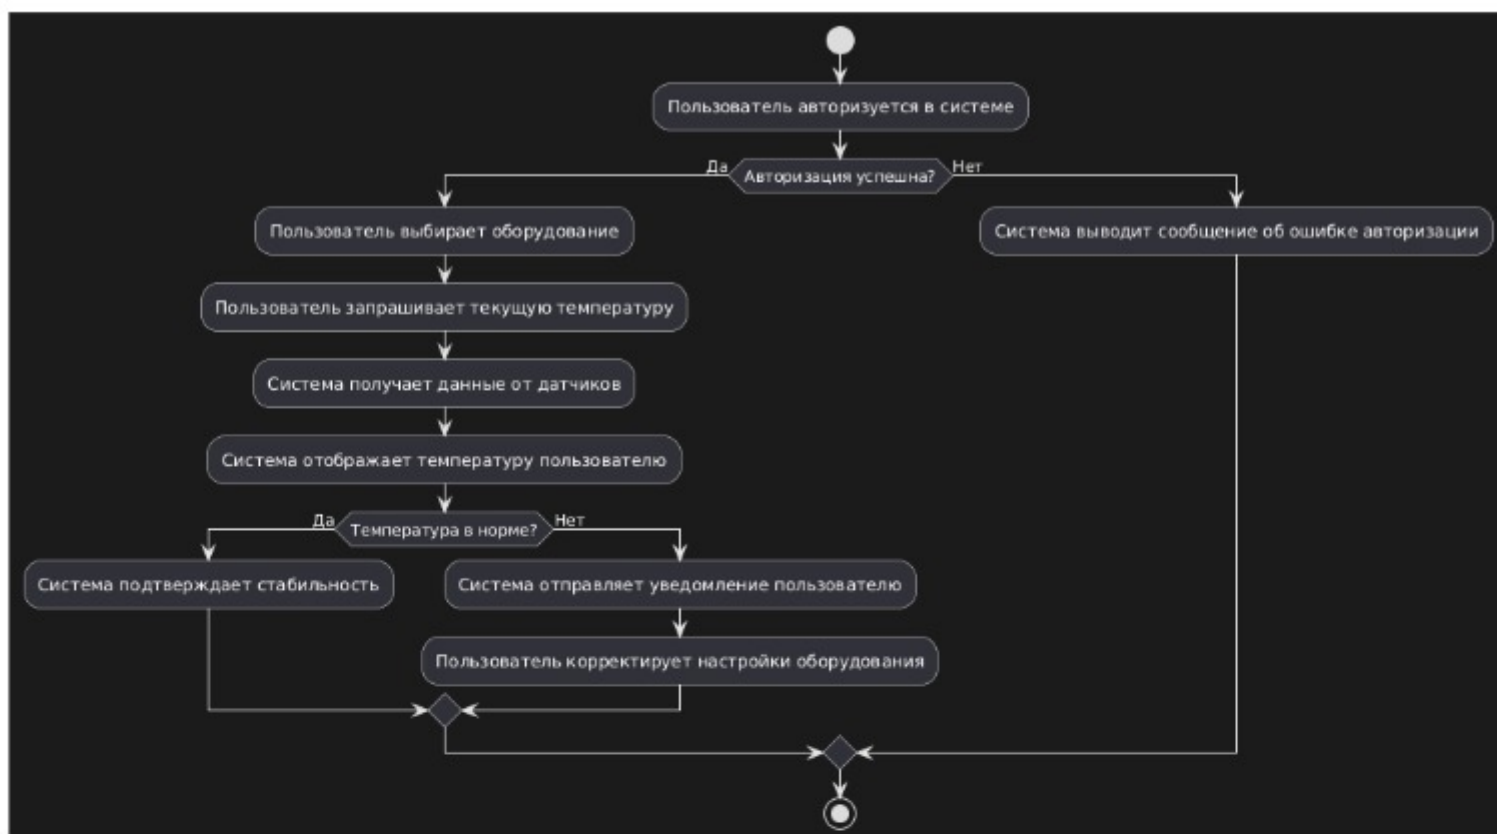 Пользователь авторизуется в системе
Да
Авторизация успешна?
Нет
Пользователь выбирает оборудование
Система выводит сообщение об ошибке авторизации
Пользователь запрашивает текущую температуру
Система получает данные от датчиков
Система отображает температуру пользователю
Да
Температура в норме?
Нет
Система подтверждает стабильность
Система отправляет уведомление пользователю
Пользователь корректирует настройки оборудования